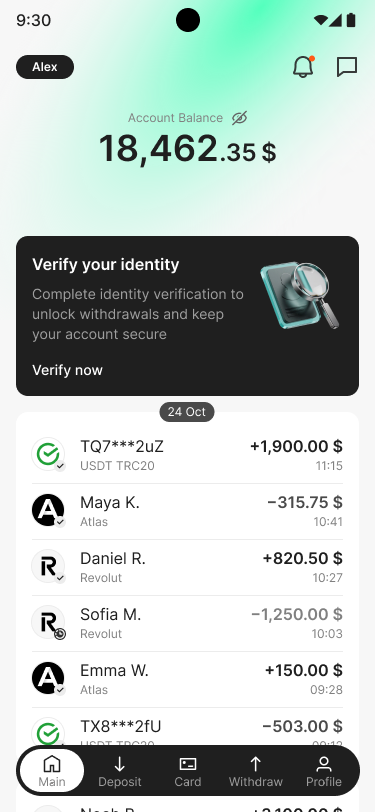 9:30
Alex
Account Balance
18,462.35 $
Verify your identity
Complete identity verification to
unlock withdrawals and keep
your account secure
Verify now
24 Oct
TQ7***2uZ +1,900.00 $
USDT TRC20 11:15
Maya K. −315.75 $
Atlas 10:41
Daniel R. +820.50 $
Revolut 10:27
Sofia M. −1,250.00 $
Revolut 10:03
Emma W. +150.00 $
Atlas 09:28
TX8***2fU −503.00 $
USDT TRC20
Main Deposit Card Withdraw Profile